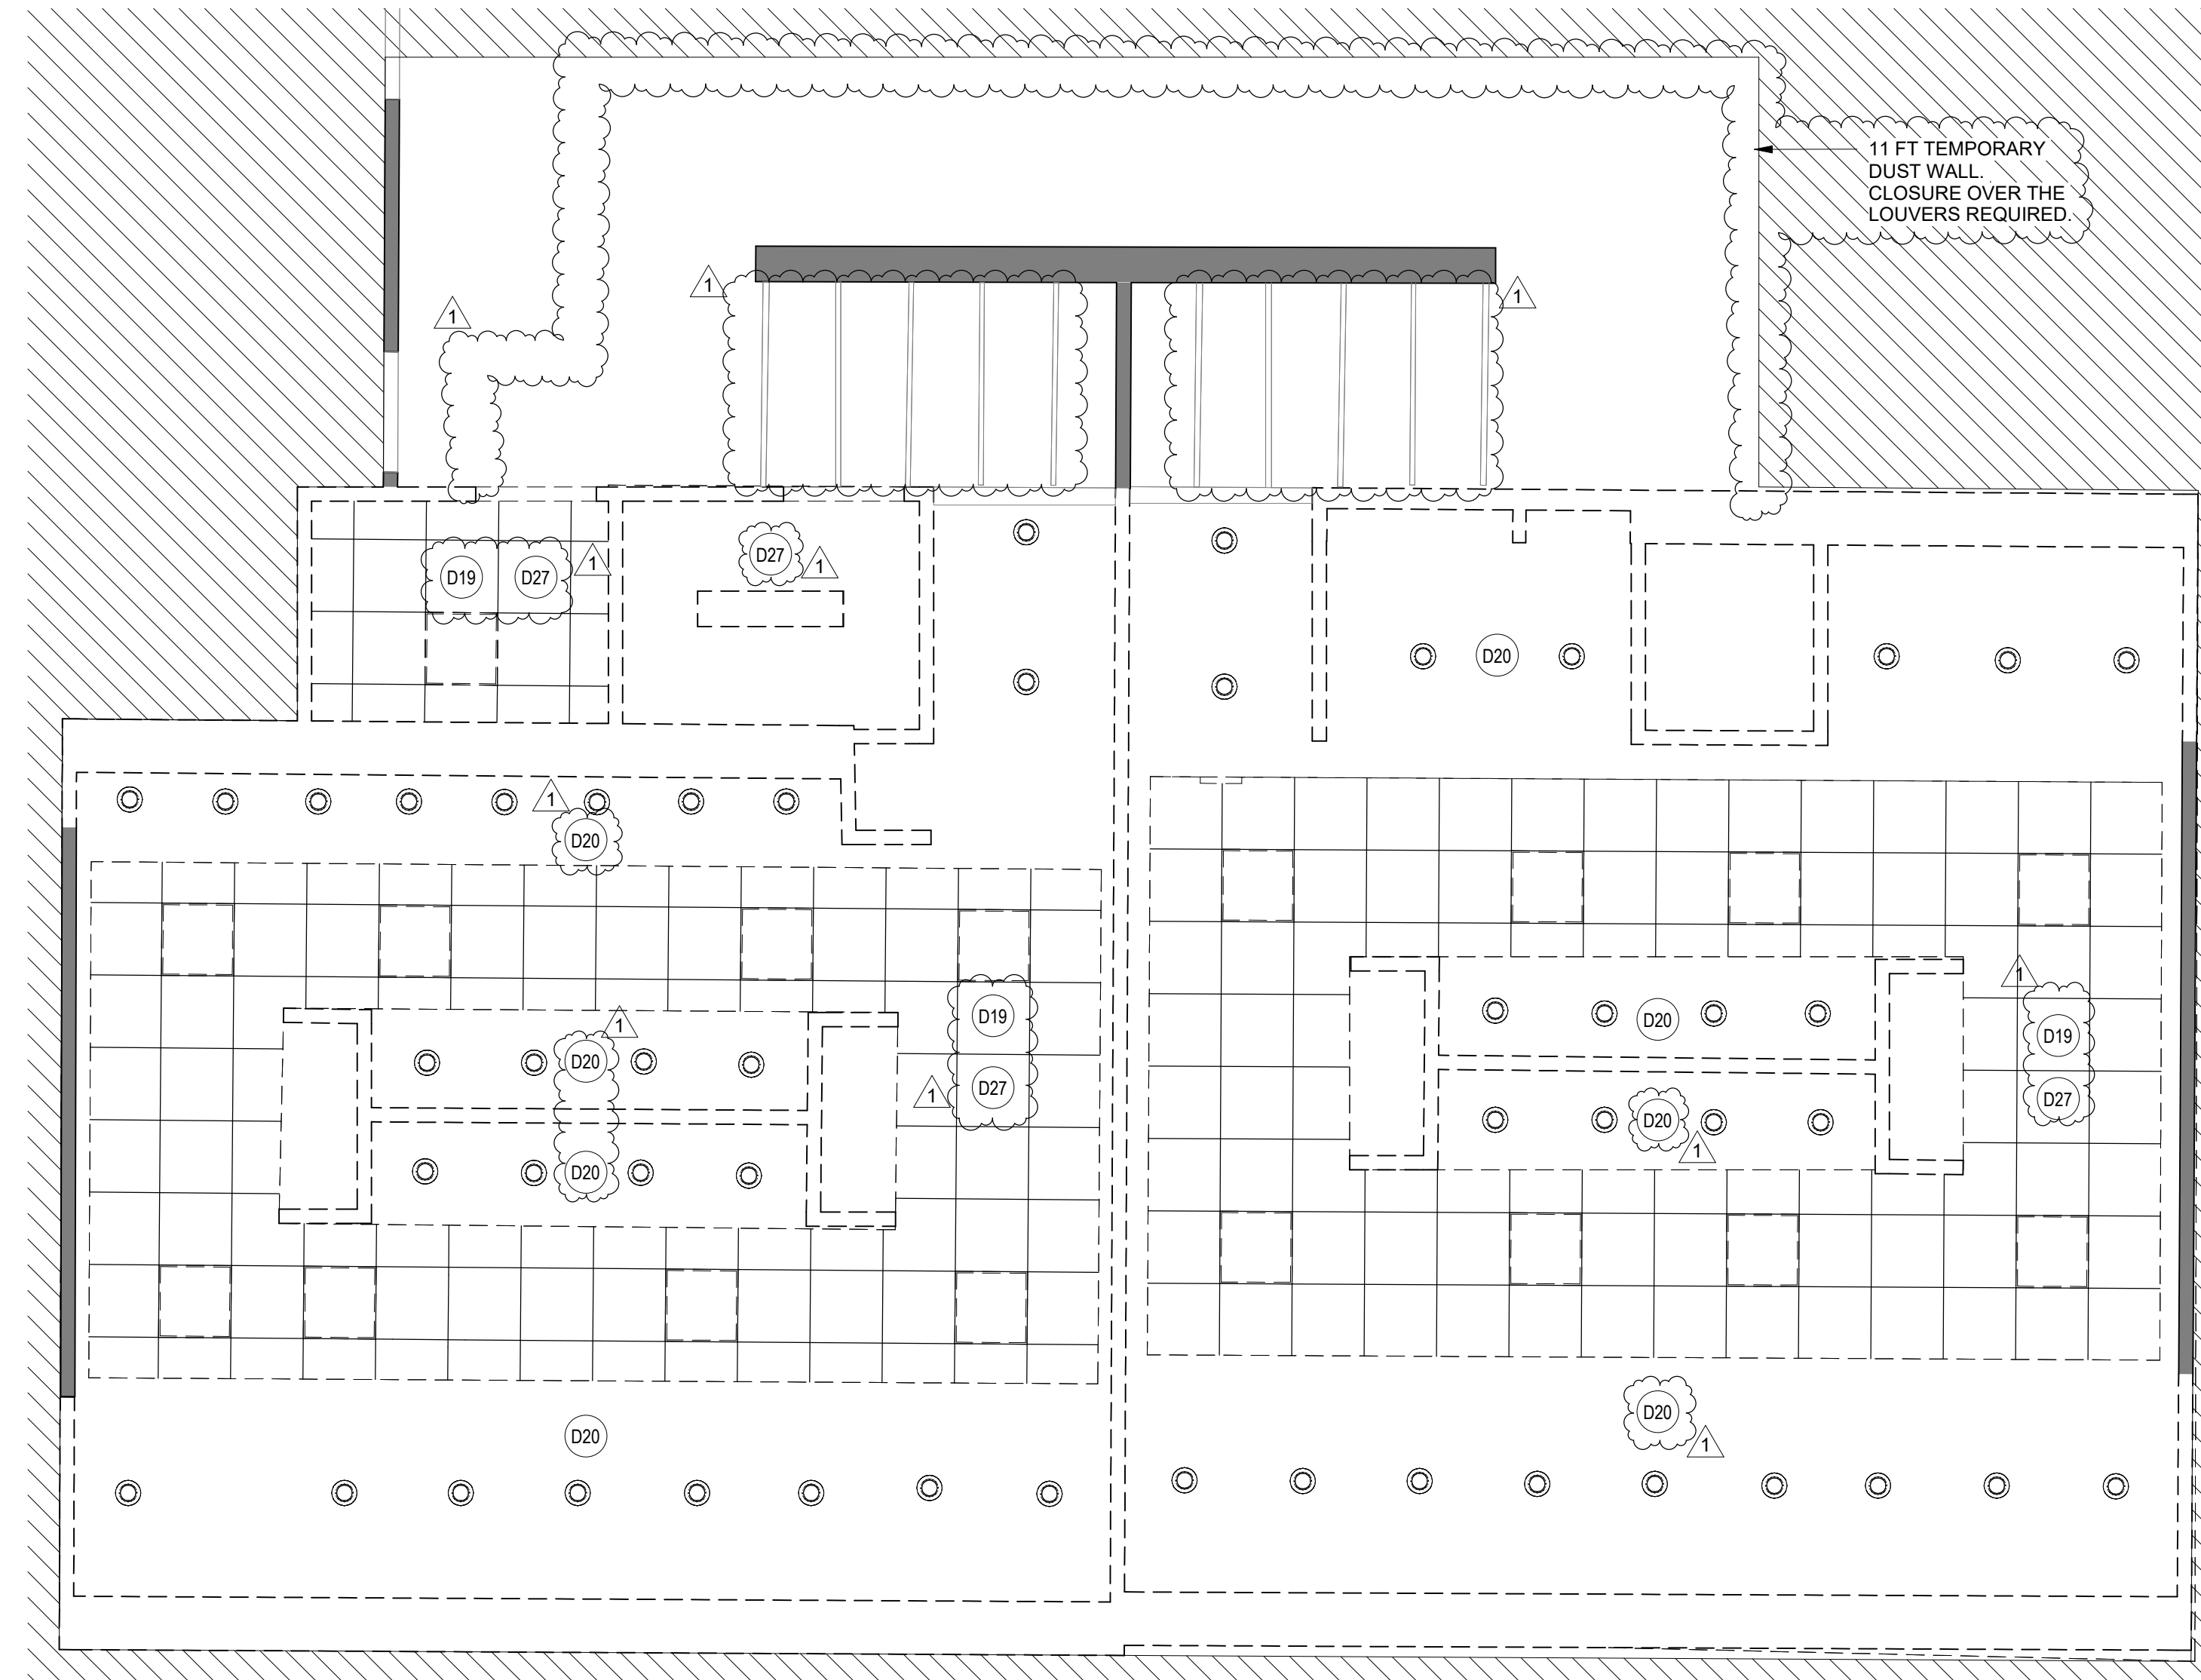 11 FT TEMPORARY
DUST WALL.
CLOSURE OVER THE
LOUVERS REQUIRED.
1
1
1
D27
1
D19
D27
1
D20
1
D20
1
D19
D27
1
D20
D20
1
D20
D20
1
1
D19
D27
D20
D20
1